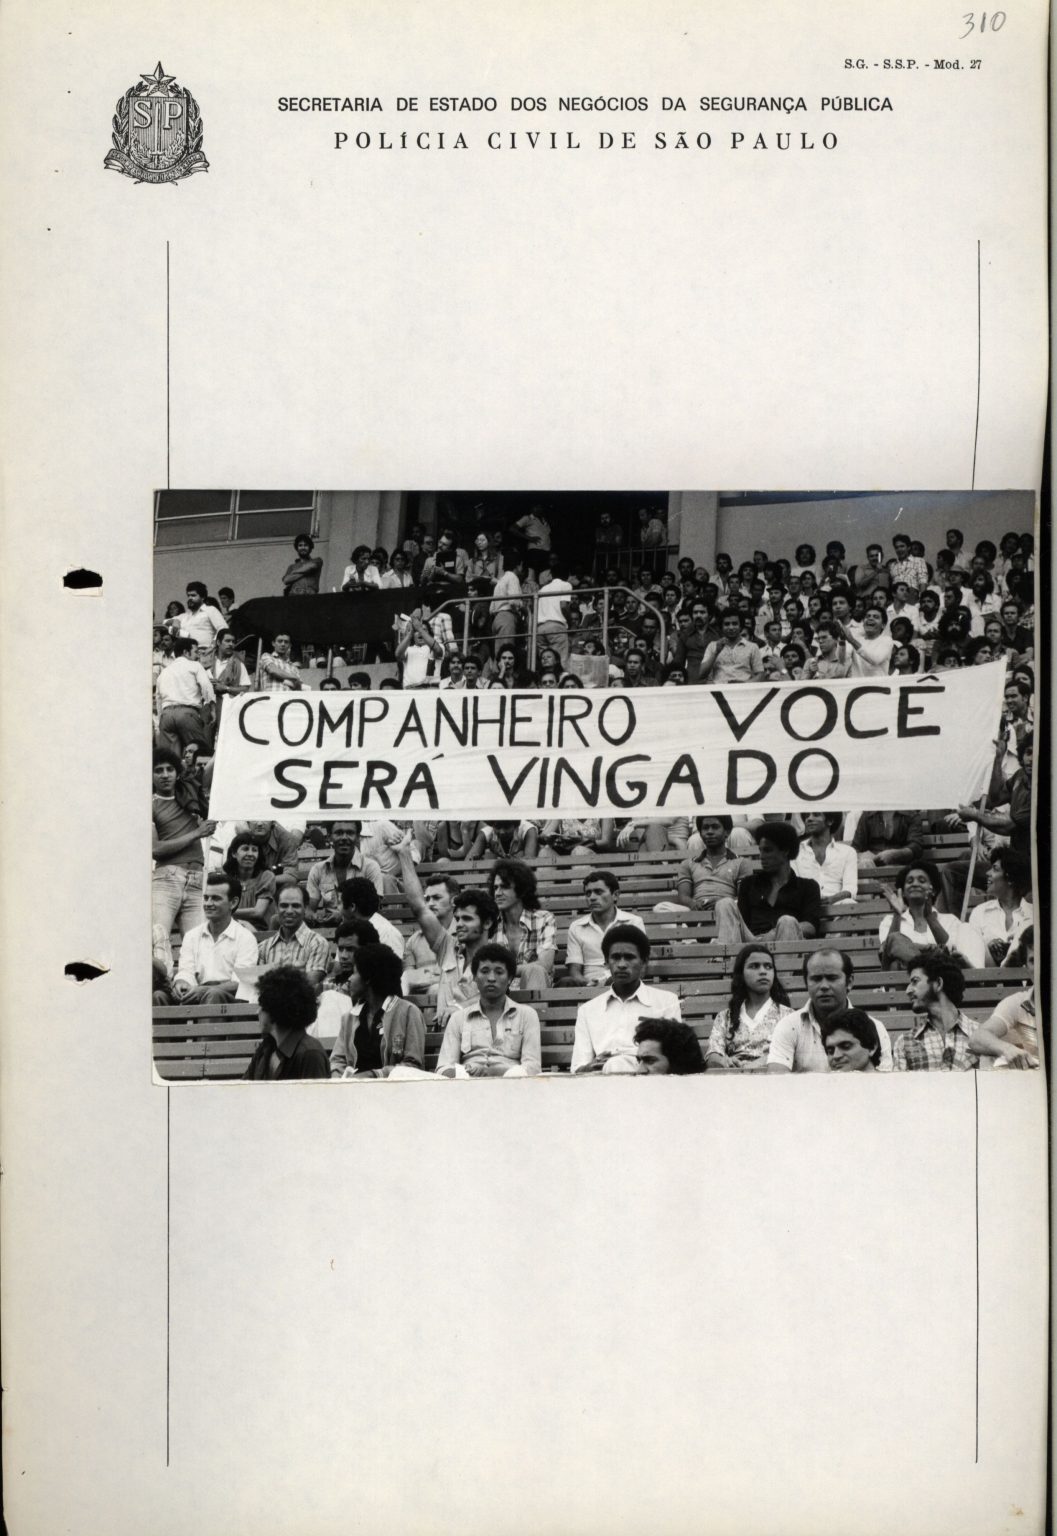 310
S.G. - S.S.P. - Mod. 27
SP
SECRETARIA DE ESTADO DOS NEGÓCIOS DA SEGURANÇA PÚBLICA
POLÍCIA CIVIL DE SÃO PAULO
COMPANHEIRO VOCÊ
SERÁ VINGADO